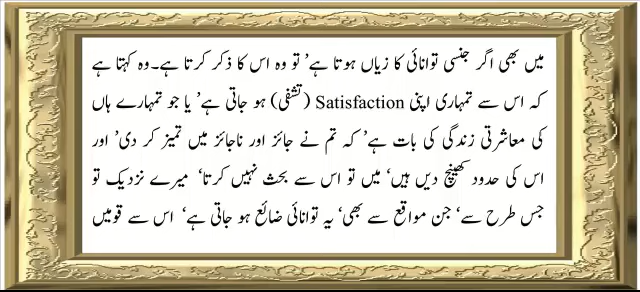 میں بھی اگر جنسی توانائی کا زیاں ہوتا ہے' تو وہ اس کا ذکر کرتا ہے۔ وہ کہتا ہے
کہ اس سے تمہاری اپنی Satisfaction (تشفی) ہو جاتی ہے' یا جو تمہارے ہاں
کی معاشرتی زندگی کی بات ہے' کہ تم نے جائز اور ناجائز میں تمیز کر دی' اور
اس کی حدود کھینچ دیں ہیں' میں تو اس سے بحث نہیں کرتا' میرے نزدیک تو
جس طرح سے' جن مواقع سے بھی' یہ توانائی ضائع ہو جاتی ہے' اس سے قومیں